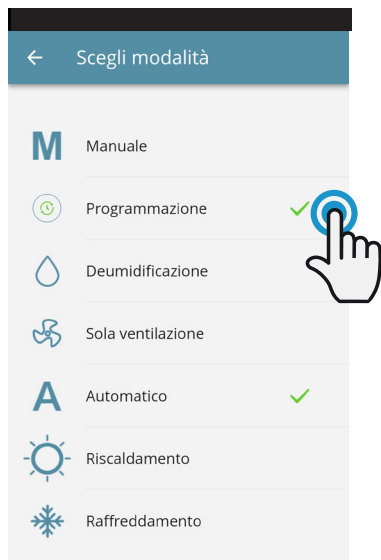 Scegli modalità
M Manuale
Programmazione
Deumidificazione
Sola ventilazione
A Automatico
Riscaldamento
Raffreddamento